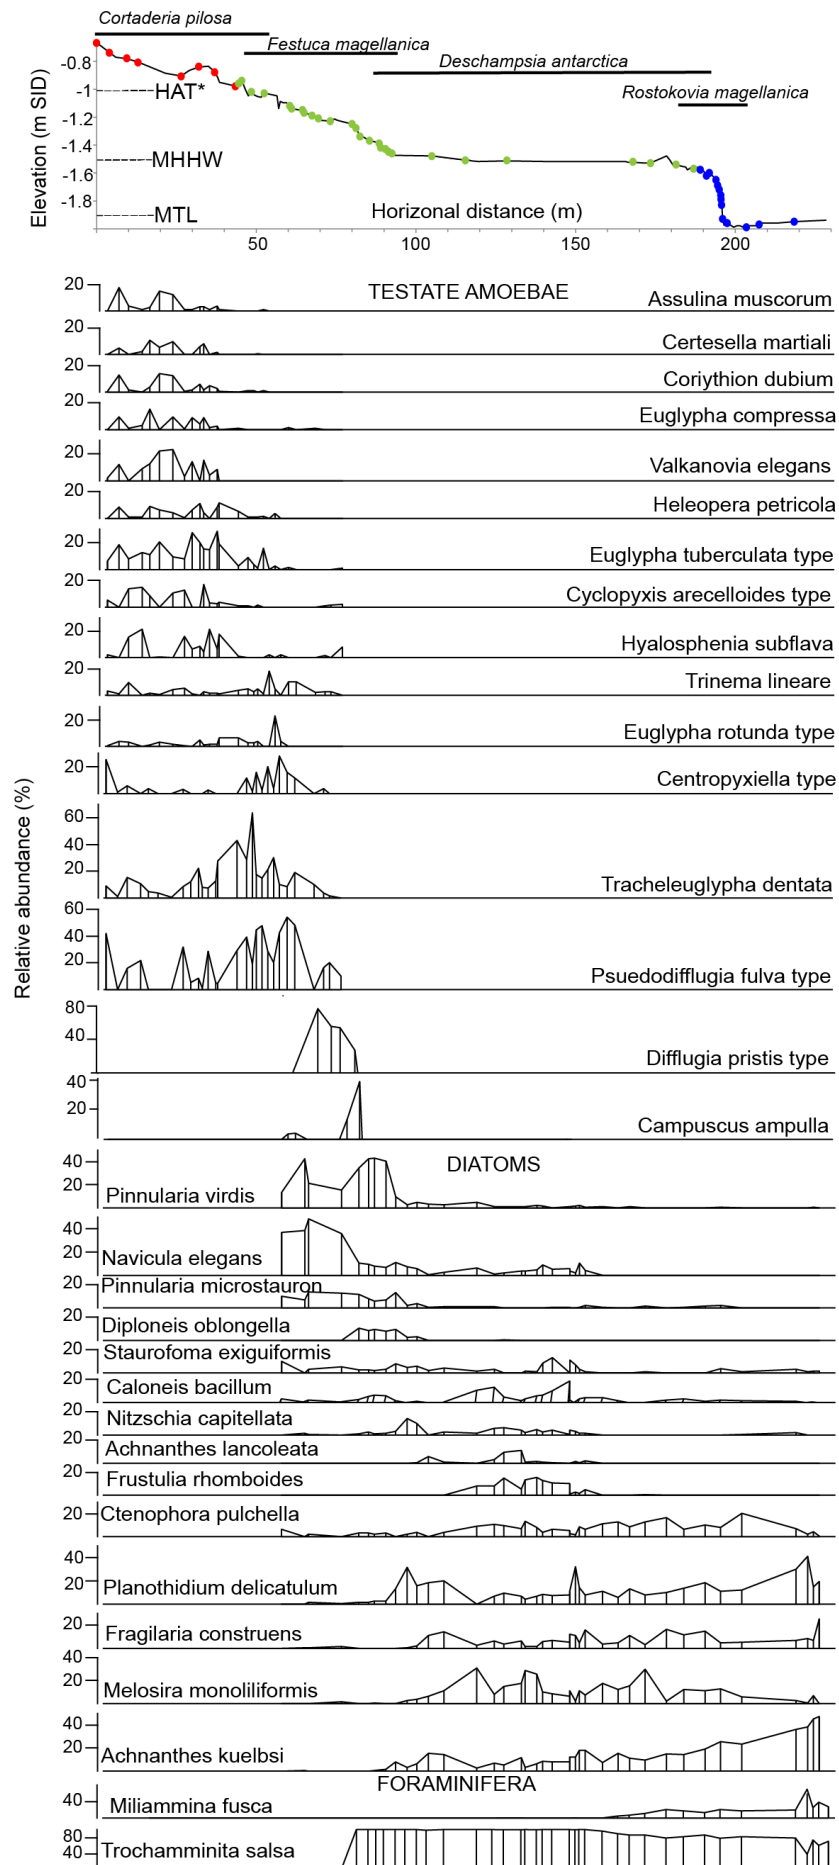 Cortaderia pilosa
Festuca magellanica
Deschampsia antarctica
Rostokovia magellanica
Elevation (m SID)
-0.8
-1
-1.2
-1.4
-1.6
-1.8
HAT*
MHHW
MTL
Horizonal distance (m)
50 100 150 200
Relative abundance (%)
TESTATE AMOEBAE
20 Assulina muscorum
20 Certesella martiali
20 Coriythion dubium
20 Euglypha compressa
20 Valkanovia elegans
20 Heleopera petricola
20 Euglypha tuberculata type
20 Cyclopyxis arecelloides type
20 Hyalosphenia subflava
20 Trinema lineare
20 Euglypha rotunda type
20 Centropyxiella type
60
40
20
Tracheleuglypha dentata
60
40
20
Psuedodifflugia fulva type
80
40
Difflugia pristis type
40
20
Campuscus ampulla
DIATOMS
40
20
Pinnularia virdis
40
20
Navicula elegans
20 Pinnularia microstauron
20 Diploneis oblongella
20 Staurofoma exiguiformis
20 Caloneis bacillum
20 Nitzschia capitellata
20 Achnanthes lancoleata
20 Frustulia rhomboides
20 Ctenophora pulchella
40
20
Planothidium delicatulum
20 Fragilaria construens
40
20
Melosira monoliliformis
40
20
Achnanthes kuelbsi
FORAMINIFERA
40 Miliammina fusca
80
40
Trochamminita salsa